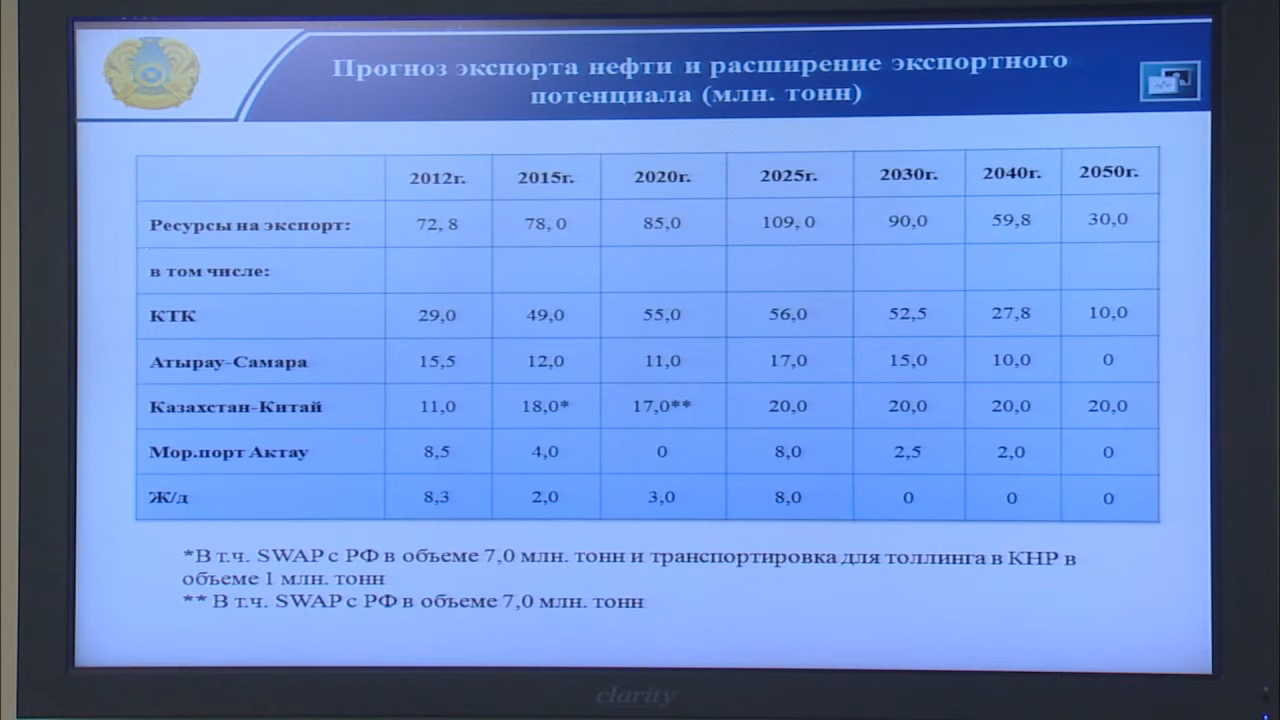 Прогноз экспорта нефти и расширение экспортного
потенциала (млн. тонн)
2012г. 2015г. 2020г. 2025г. 2030г. 2040г. 2050г.
Ресурсы на экспорт: 72, 8 78, 0 85,0 109, 0 90,0 59,8 30,0
в том числе:
КТК 29,0 49,0 55,0 56,0 52,5 27,8 10,0
Атырау-Самара 15,5 12,0 11,0 17,0 15,0 10,0 0
Казахстан-Китай 11,0 18,0* 17,0** 20,0 20,0 20,0 20,0
Мор.порт Актау 8,5 4,0 0 8,0 2,5 2,0 0
Ж/д 8,3 2,0 3,0 8,0 0 0 0
*В т.ч. SWAP с РФ в объеме 7,0 млн. тонн и транспортировка для толлинга в КНР в
объеме 1 млн. тонн
** В т.ч. SWAP с РФ в объеме 7,0 млн. тонн
clarity